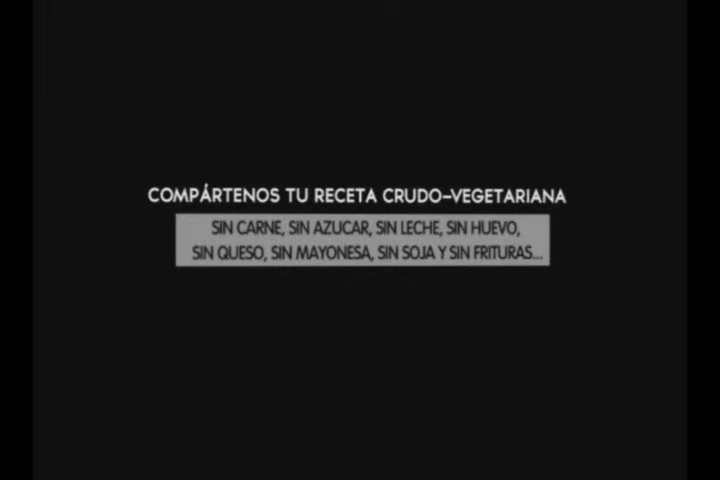 COMPÁRTENOS TU RECETA CRUDO-VEGETARIANA
SIN CARNE, SIN AZUCAR, SIN LECHE, SIN HUEVO,
SIN QUESO, SIN MAYONESA, SIN SOJA Y SIN FRITURAS...